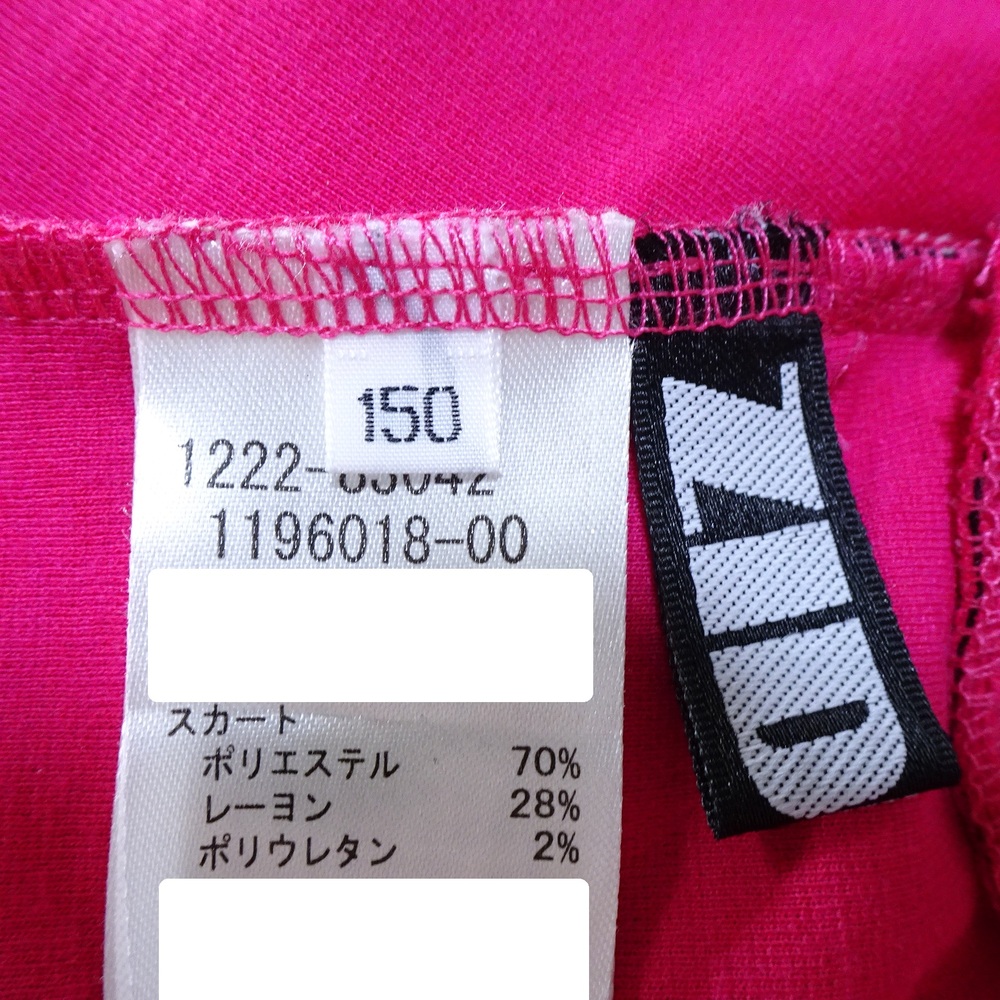 150
1222-83042
1196018-00
スカート
ポリエステル 70%
レーヨン 28%
ポリウレタン 2%